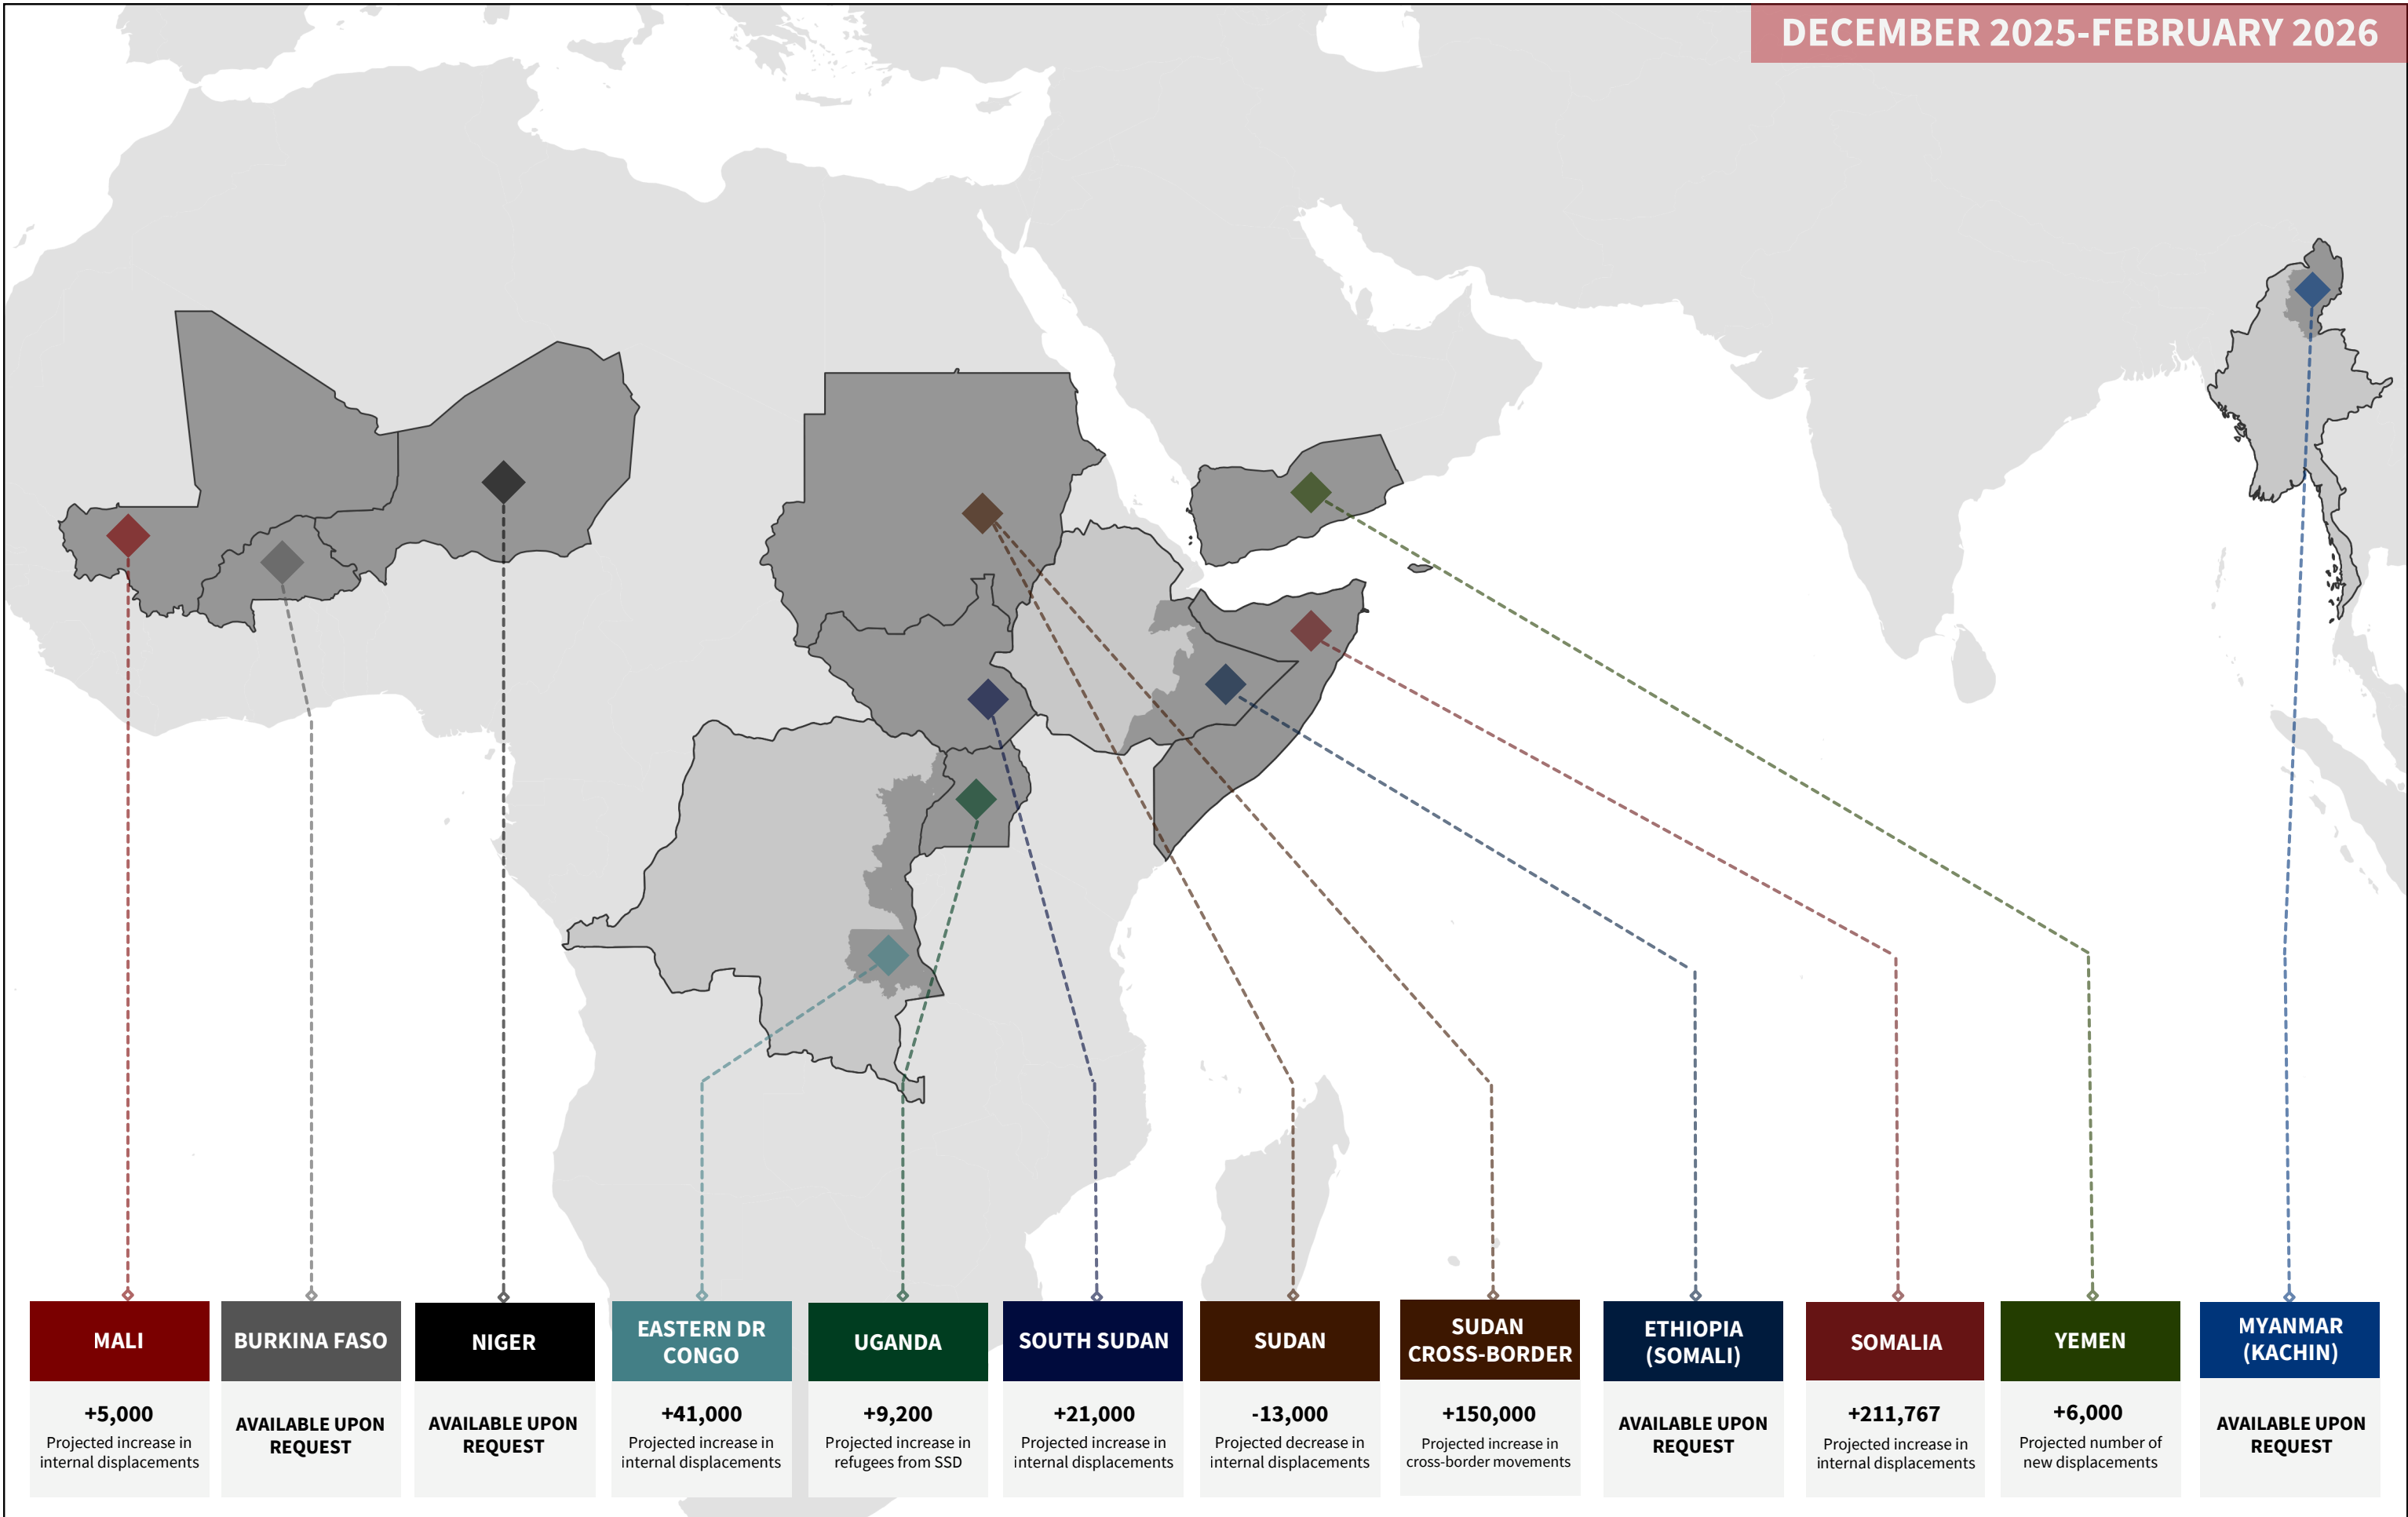 DECEMBER 2025-FEBRUARY 2026
MALI
+5,000
Projected increase in
internal displacements
BURKINA FASO
AVAILABLE UPON
REQUEST
NIGER
AVAILABLE UPON
REQUEST
EASTERN DR
CONGO
+41,000
Projected increase in
internal displacements
UGANDA
+9,200
Projected increase in
refugees from SSD
SOUTH SUDAN
+21,000
Projected increase in
internal displacements
SUDAN
-13,000
Projected decrease in
internal displacements
SUDAN
CROSS-BORDER
+150,000
Projected increase in
cross-border movements
ETHIOPIA
(SOMALI)
AVAILABLE UPON
REQUEST
SOMALIA
+211,767
Projected increase in
internal displacements
YEMEN
+6,000
Projected number of
new displacements
MYANMAR
(KACHIN)
AVAILABLE UPON
REQUEST